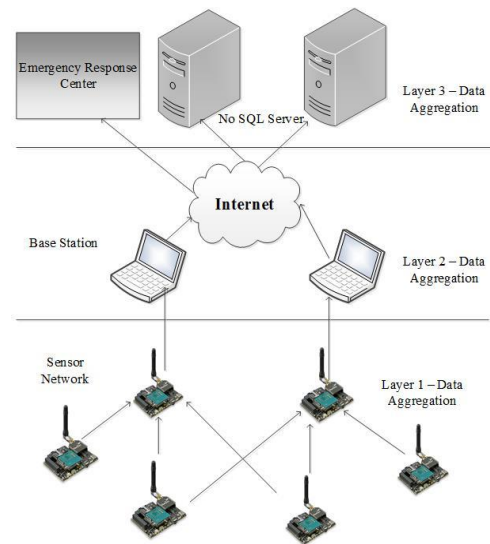 Emergency Response
Center
No SQL Server
Layer 3 – Data
Aggregation
Internet
Base Station
Layer 2 – Data
Aggregation
Sensor
Network
Layer 1 – Data
Aggregation